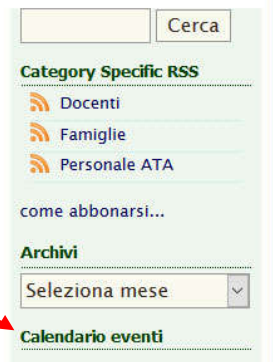 Cerca
Category Specific RSS
Docenti
Famiglie
Personale ATA
come abbonarsi...
Archivi
Seleziona mese
Calendario eventi